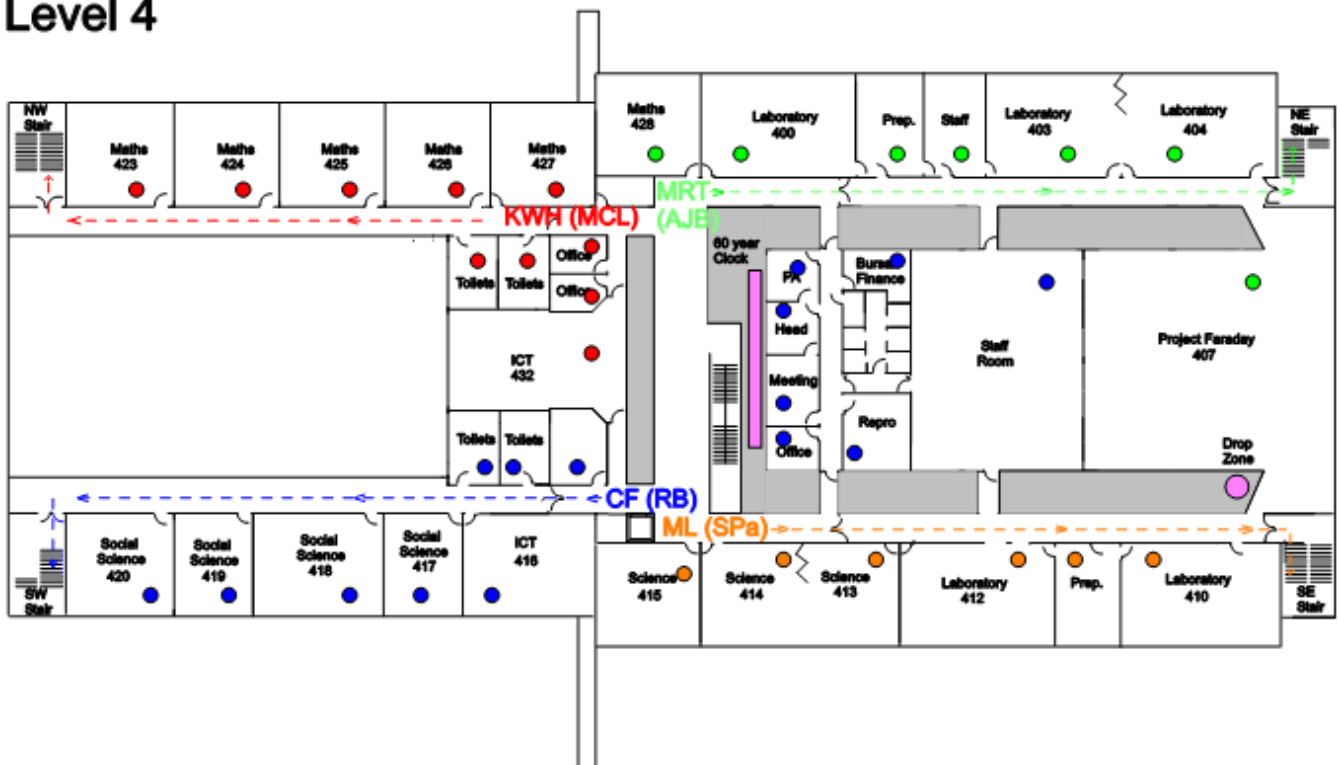 Level 4
NW
Stair
Maths
423
Maths
424
Maths
425
Maths
426
Maths
427
Maths
428
Laboratory
400
Prep.
Staff
Laboratory
403
Laboratory
404
NE
Stair
MRT
(AJB)
KWH (MCL)
Toilets
Toilets
Office
Office
60 year
Clock
PA
Head
Meeting
Office
Finance
Repro
Staff
Room
Project Faraday
407
ICT
432
Toilets
Toilets
Drop
Zone
CF (RB)
ML (SPa)
SW
Stair
Social
Science
420
Social
Science
419
Social
Science
418
Social
Science
417
ICT
416
Science
415
Science
414
Science
413
Laboratory
412
Prep.
Laboratory
410
SE
Stair